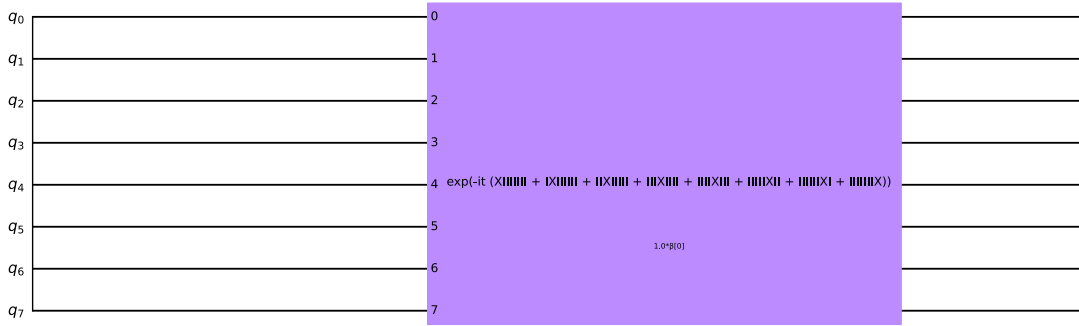 q₀ 0
q₁ 1
q₂ 2
q₃ 3
q₄ 4 exp(-it (XIIIIIII + IXIIIIII + IIXIIIII + IIIXIIII + IIIIXIII + IIIIIXII + IIIIIIXI + IIIIIIIX))
q₅ 5
1.0*β[0]
q₆ 6
q₇ 7